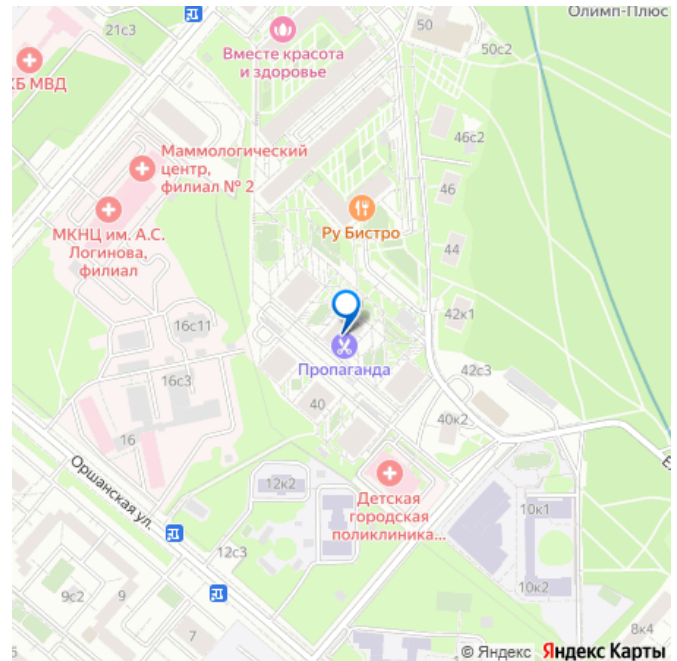 21с3
50
Олимп-Плюс
50с2
Вместе красота
и здоровье
КБ МВД
46с2
Маммологический
центр,
филиал № 2
46
Ру Бистро
МКНЦ им. А.С.
Логинова,
филиал
44
42к1
16с11
Пропаганда
42с3
16с3
40
40к2
16
Оршанская ул.
12к2
Детская
городская
поликлиника...
10к1
12с3
10к2
9с2
9
7
8к4
© Яндекс Яндекс Карты